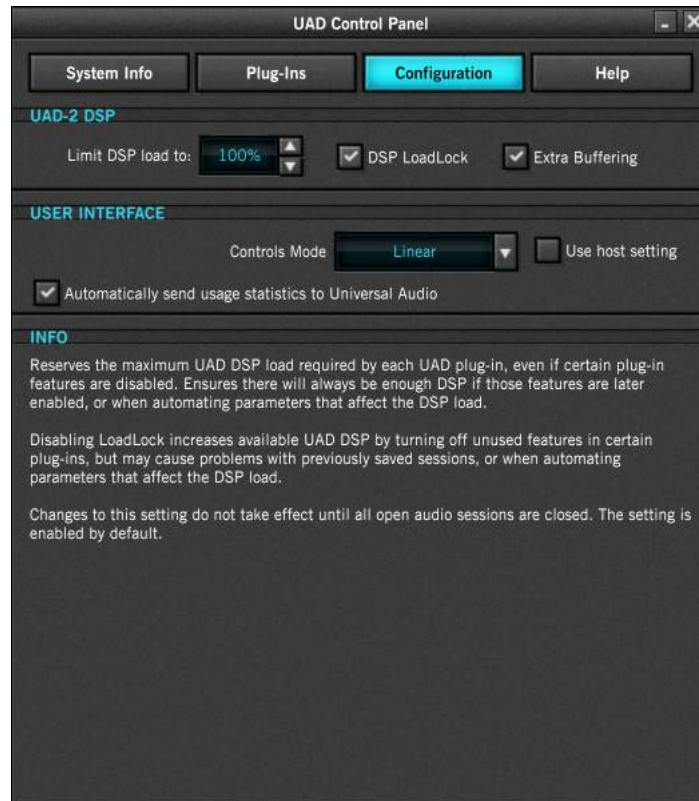 UAD Control Panel
System Info
Plug-Ins
Configuration
Help
UAD-2 DSP
Limit DSP load to:
100%
DSP LoadLock
Extra Buffering
USER INTERFACE
Controls Mode
Linear
Use host setting
Automatically send usage statistics to Universal Audio
INFO
Reserves the maximum UAD DSP load required by each UAD plug-in, even if certain plug-in
features are disabled. Ensures there will always be enough DSP if those features are later
enabled, or when automating parameters that affect the DSP load.
Disabling LoadLock increases available UAD DSP by turning off unused features in certain
plug-ins, but may cause problems with previously saved sessions, or when automating
parameters that affect the DSP load.
Changes to this setting do not take effect until all open audio sessions are closed. The setting is
enabled by default.